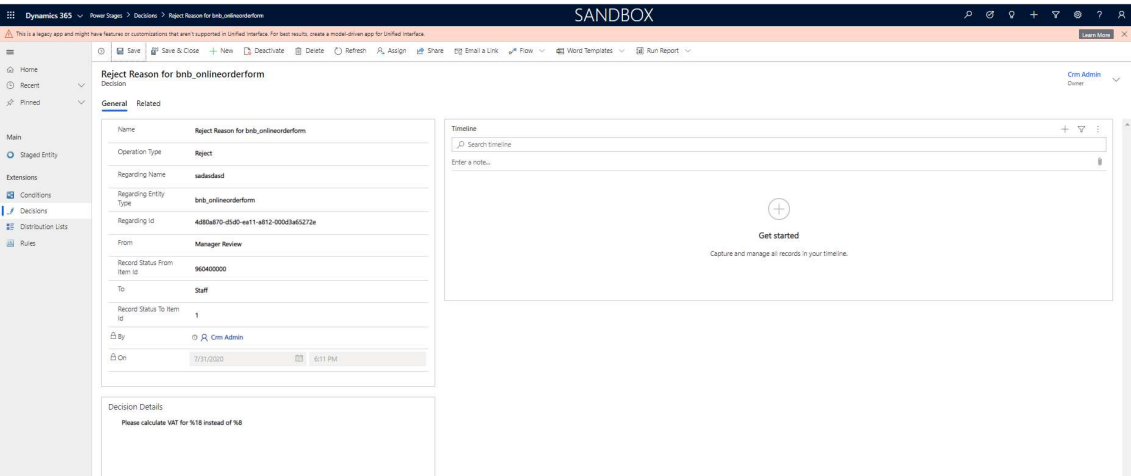 Dynamics 365 Power Stages > Decisions > Reject Reason for bnb_onlineorderform SANDBOX
This is a legacy app and might have features or customizations that aren't supported in Unified Interface. For best results, create a model-driven app for Unified Interface. Learn More
Save Save & Close New Deactivate Delete Refresh Assign Share Email a Link Flow Word Templates Run Report
Home
Recent
Pinned
Main
Staged Entity
Extensions
Conditions
Decisions
Distribution Lists
Rules
Reject Reason for bnb_onlineorderform
Decision
Crm Admin
Owner
General Related
Name Reject Reason for bnb_onlineorderform
Operation Type Reject
Regarding Name sadasdasd
Regarding Entity
Type bnb_onlineorderform
Regarding Id 4d80a870-d5d0-ea11-a812-000d3a65272e
From Manager Review
Record Status From
Item Id 960400000
To Staff
Record Status To Item
Id 1
By Crm Admin
On 7/31/2020 6:11 PM
Decision Details
Please calculate VAT for %18 instead of %8
Timeline
Search timeline
Enter a note...
Get started
Capture and manage all records in your timeline.